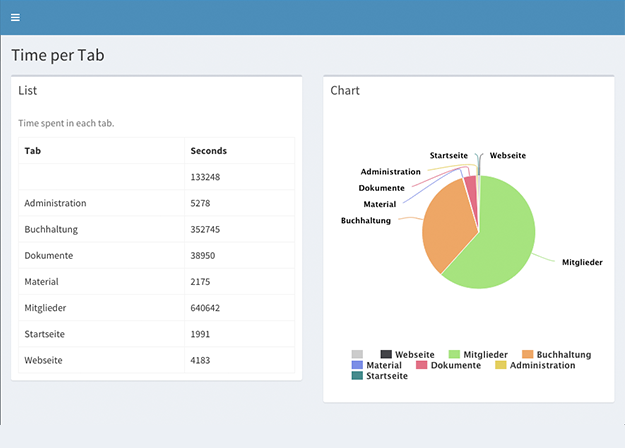 Time per Tab
List
Time spent in each tab.
Tab Seconds
133248
Administration 5278
Buchhaltung 352745
Dokumente 38950
Material 2175
Mitglieder 640642
Startseite 1991
Webseite 4183
Chart
Startseite Webseite
Administration
Dokumente
Material
Buchhaltung
Mitglieder
Webseite Mitglieder Buchhaltung
Material Dokumente Administration
Startseite